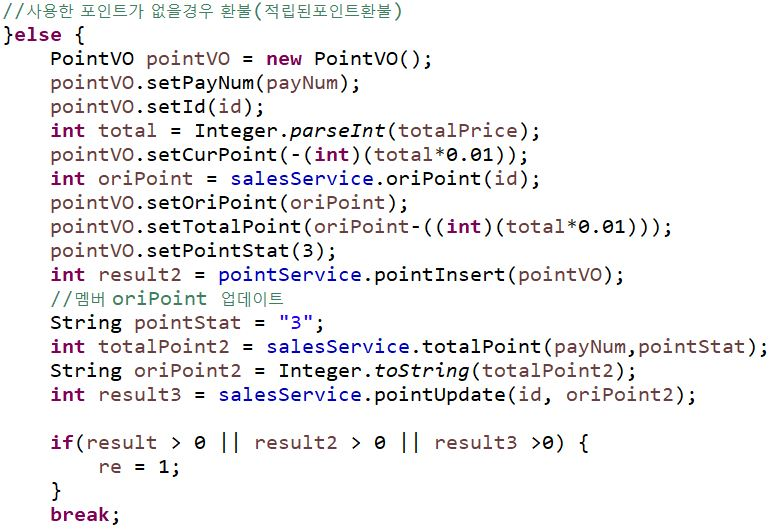 //사용한 포인트가 없을경우 환불(적립된포인트환불)
}else {
PointVO pointVO = new PointVO();
pointVO.setPayNum(payNum);
pointVO.setId(id);
int total = Integer.parseInt(totalPrice);
pointVO.setCurPoint(-(int)(total*0.01));
int oriPoint = salesService.oriPoint(id);
pointVO.setOriPoint(oriPoint);
pointVO.setTotalPoint(oriPoint-((int)(total*0.01)));
pointVO.setPointStat(3);
int result2 = pointService.pointInsert(pointVO);
//멤버 oriPoint 업데이트
String pointStat = "3";
int totalPoint2 = salesService.totalPoint(payNum,pointStat);
String oriPoint2 = Integer.toString(totalPoint2);
int result3 = salesService.pointUpdate(id, oriPoint2);
if(result > 0 || result2 > 0 || result3 >0) {
re = 1;
}
break;